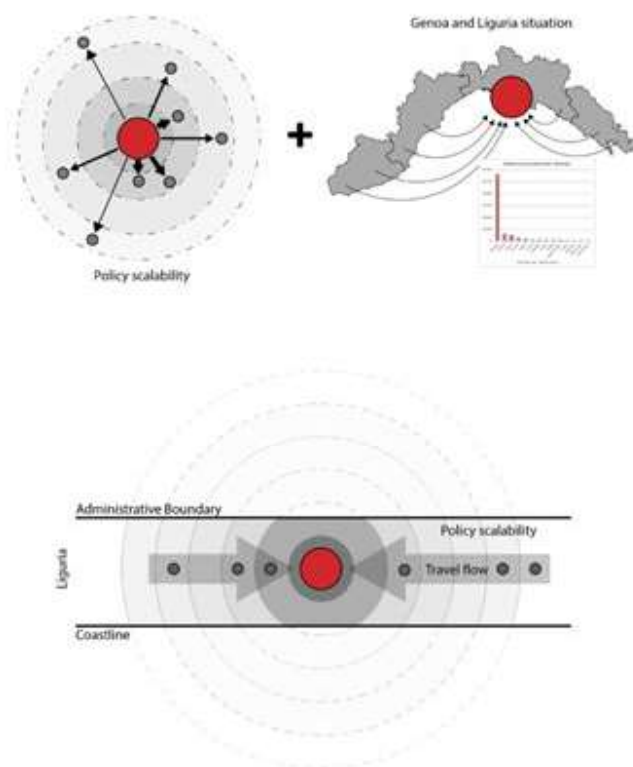 Genoa and Liguria situation
Policy scalability
Administrative Boundary
Policy scalability
Liguria
Travel flow
Coastline